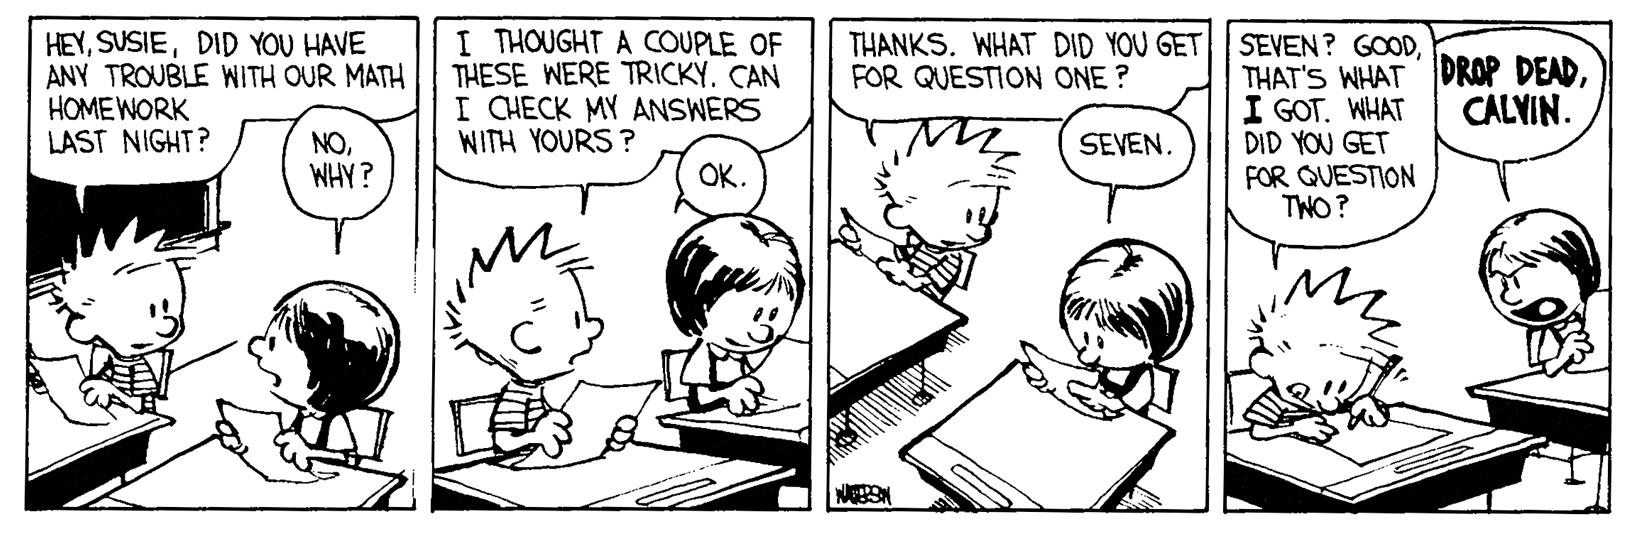 HEY, SUSIE, DID YOU HAVE
ANY TROUBLE WITH OUR MATH
HOMEWORK
LAST NIGHT?
NO,
WHY?
I THOUGHT A COUPLE OF
THESE WERE TRICKY. CAN
I CHECK MY ANSWERS
WITH YOURS?
OK.
THANKS. WHAT DID YOU GET
FOR QUESTION ONE?
SEVEN.
WATTERSON
SEVEN? GOOD,
THAT'S WHAT
I GOT. WHAT
DID YOU GET
FOR QUESTION
TWO?
DROP DEAD,
CALVIN.